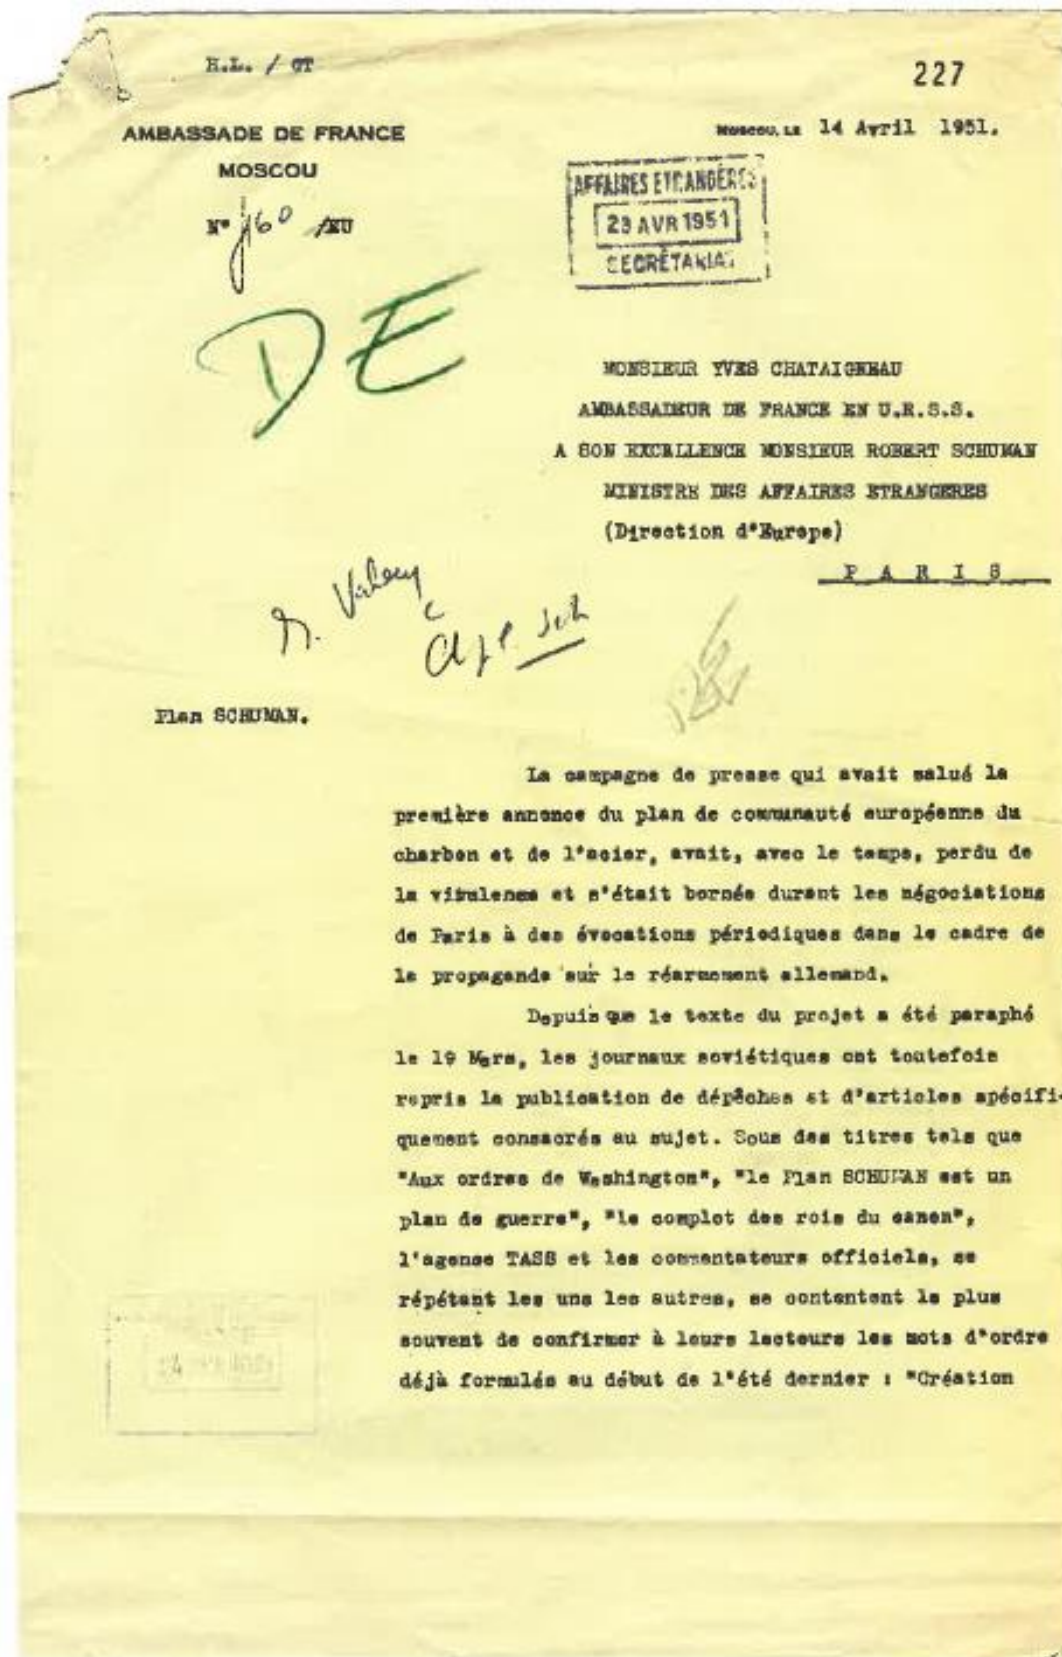 H.L. / GT
227
AMBASSADE DE FRANCE
MOSCOU
MOSCOU, LE 14 Avril 1951.
N° 460 /EU
AFFAIRES ETRANGÈRES
23 AVR 1951
SECRÉTARIAT
DE
MONSIEUR YVES CHATAIGNEAU
AMBASSADEUR DE FRANCE EN U.R.S.S.
A SON EXCELLENCE MONSIEUR ROBERT SCHUMAN
MINISTRE DES AFFAIRES ETRANGERES
(Direction d'Europe)
P A R I S
Plan SCHUMAN.
La campagne de presse qui avait salué la
première annonce du plan de communauté européenne du
charbon et de l'acier, avait, avec le temps, perdu de
la virulence et s'était bornée durant les négociations
de Paris à des évocations périodiques dans le cadre de
la propagande sur le réarmement allemand.
Depuis que le texte du projet a été paraphé
le 19 Mars, les journaux soviétiques ont toutefois
repris la publication de dépêches et d'articles spécifi-
quement consacrés au sujet. Sous des titres tels que
"Aux ordres de Washington", "le Plan SCHUMAN est un
plan de guerre", "le complot des rois du canon",
l'agence TASS et les commentateurs officiels, se
répétant les uns les autres, se contentent le plus
souvent de confirmer à leurs lecteurs les mots d'ordre
déjà formulés au début de l'été dernier : "Création